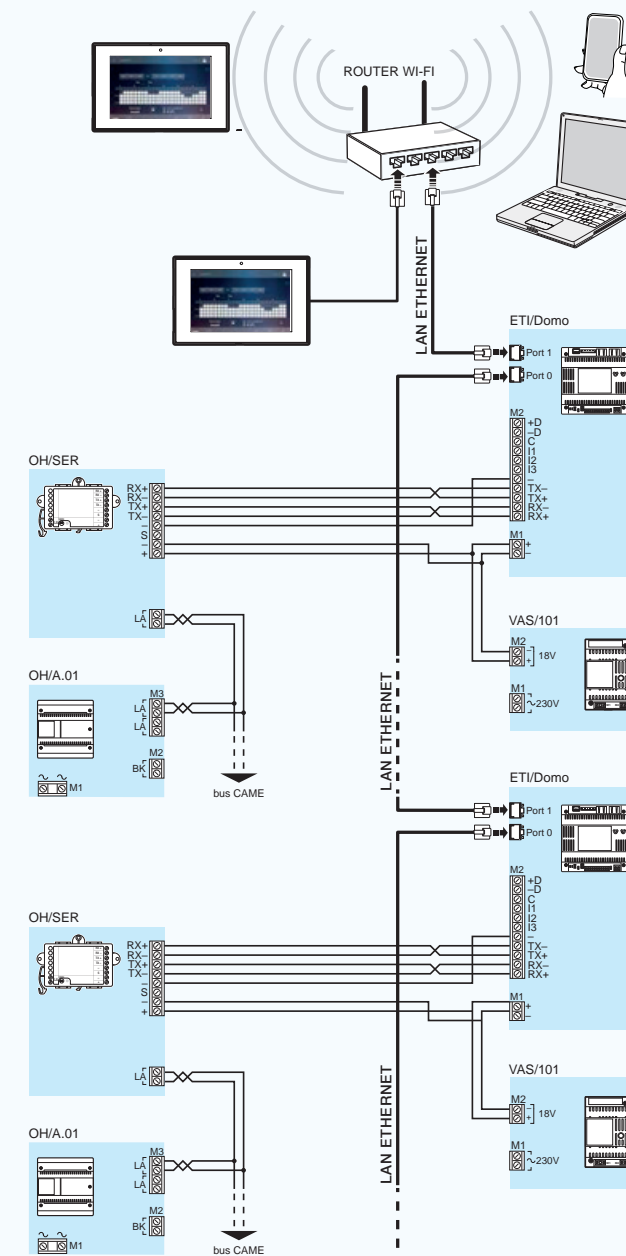 ROUTER WI-FI
LAN ETHERNET
ETI/Domo
Port 1
Port 0
M2
+D
–D
C
I1
I2
I3
–
TX–
TX+
RX–
RX+
M1
+
–
OH/SER
RX+
RX–
TX+
TX–
–
S
–
+
LA
VAS/101
M2
–
+
18V
M1
~230V
OH/A.01
M3
LA
LA
M2
BK
~ ~
M1
bus CAME
LAN ETHERNET
ETI/Domo
Port 1
Port 0
M2
+D
–D
C
I1
I2
I3
–
TX–
TX+
RX–
RX+
M1
+
–
OH/SER
RX+
RX–
TX+
TX–
–
S
–
+
LA
LAN ETHERNET
VAS/101
M2
–
+
18V
M1
~230V
OH/A.01
M3
LA
LA
M2
BK
~ ~
M1
bus CAME